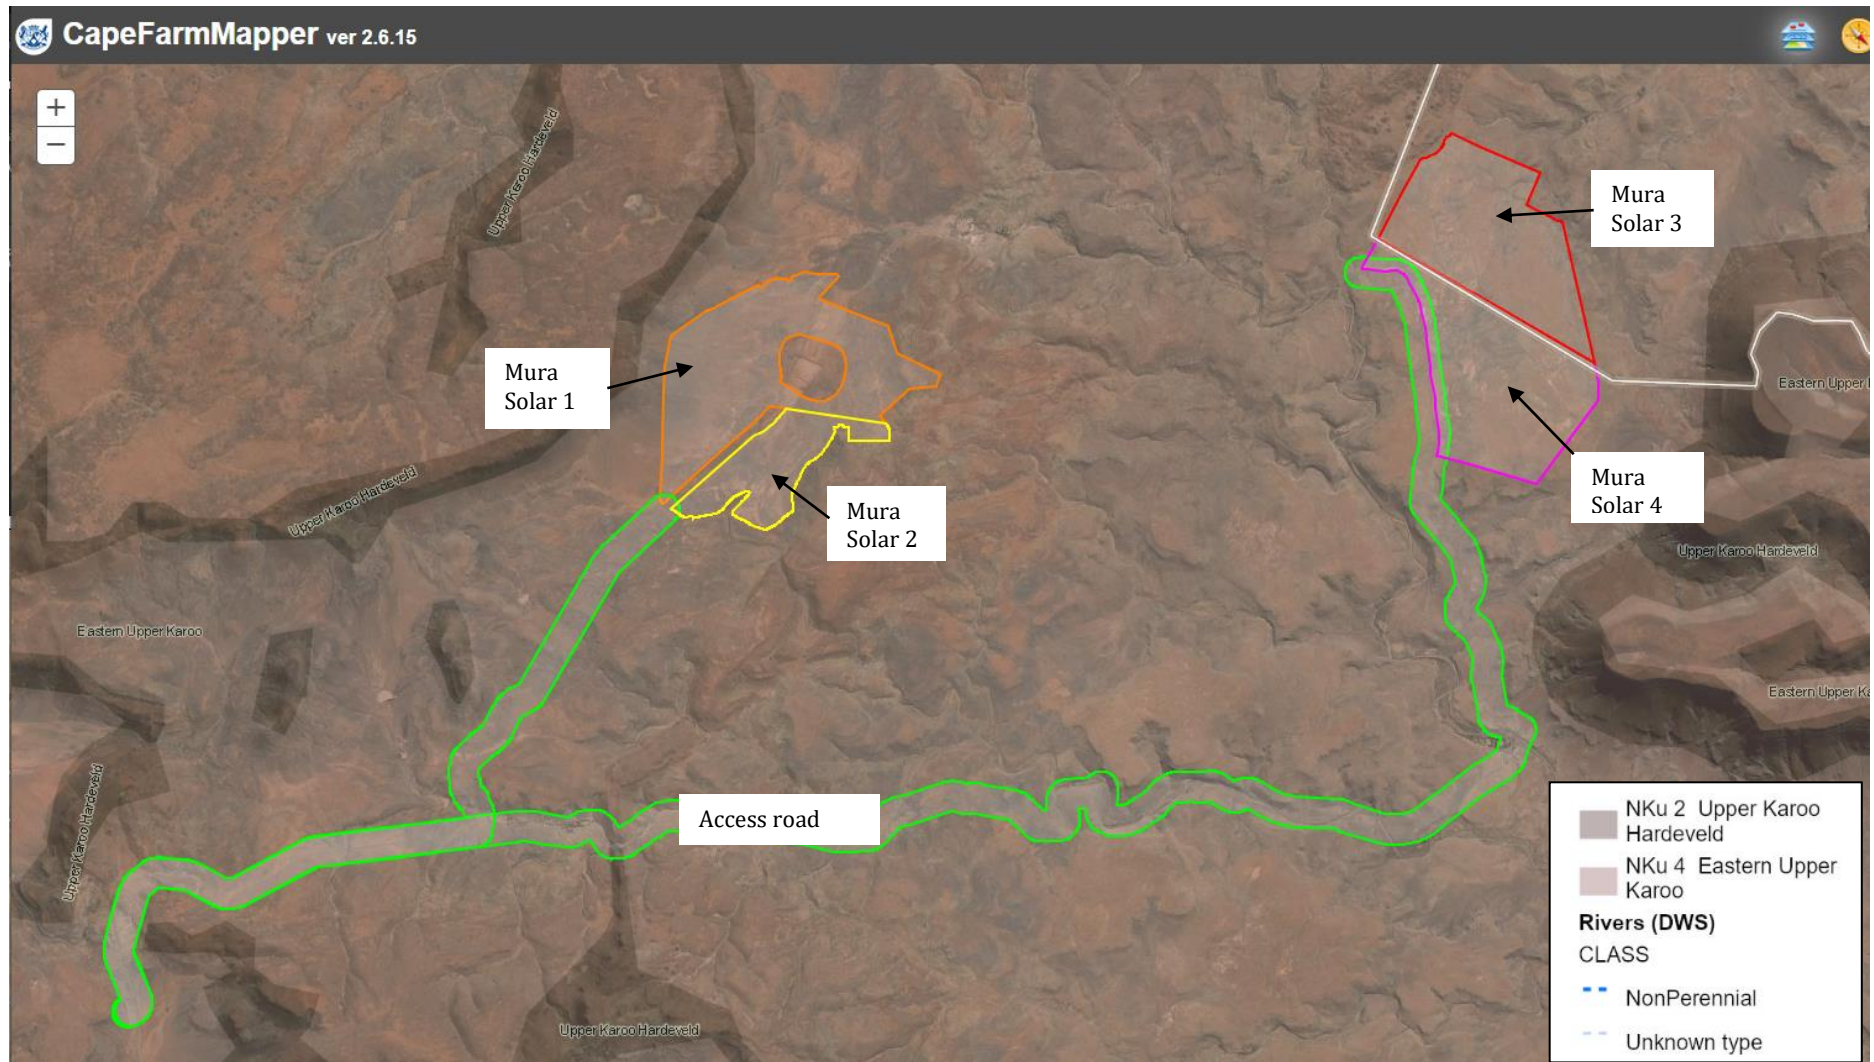 CapeFarmMapper ver 2.6.15
+
−
Upper Karoo Hardeveld
Mura
Solar 3
Mura
Solar 1
Eastern Upper
Mura
Solar 4
Upper Karoo Hardeveld
Mura
Solar 2
Upper Karoo Hardeveld
Eastern Upper Karoo
Eastern Upper
Upper Karoo Hardeveld
Access road
Upper Karoo Hardeveld
NKu 2 Upper Karoo
Hardeveld
NKu 4 Eastern Upper
Karoo
Rivers (DWS)
CLASS
NonPerennial
Unknown type